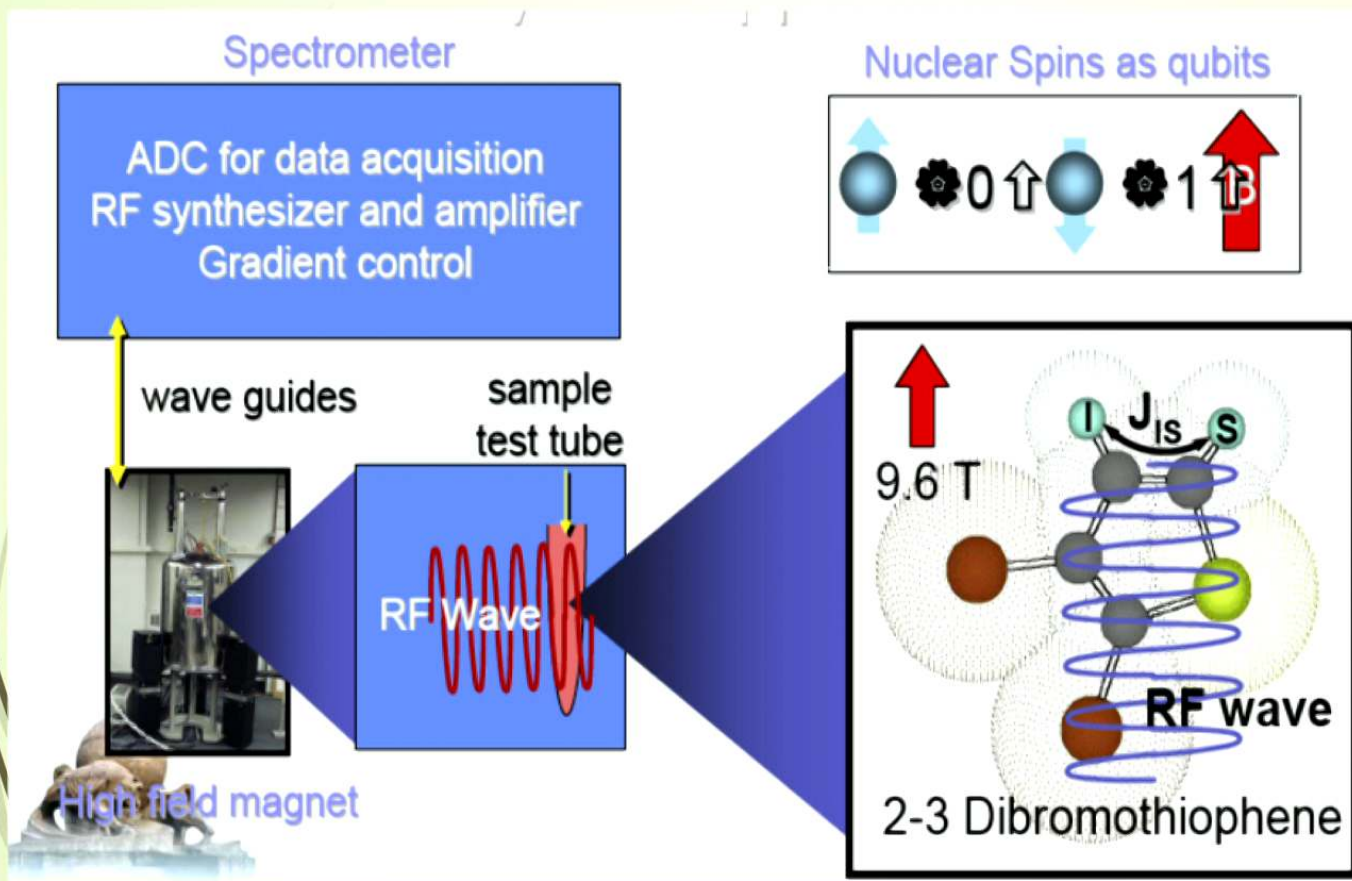 Spectrometer
ADC for data acquisition
RF synthesizer and amplifier
Gradient control
Nuclear Spins as qubits
0 1 B
wave guides
sample
test tube
RF Wave
High field magnet
9.6 T
I J_IS S
RF wave
2-3 Dibromothiophene